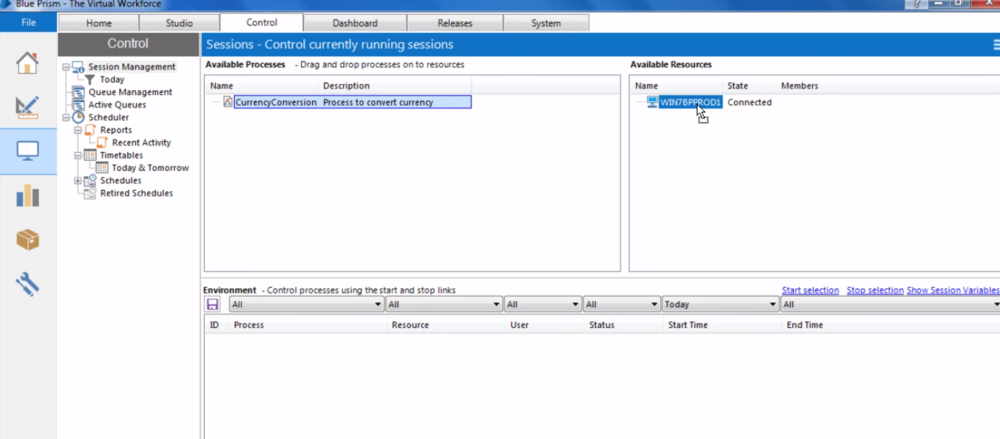 Blue Prism - The Virtual Workforce
File
Home Studio Control Dashboard Releases System
Control
Session Management
Today
Queue Management
Active Queues
Scheduler
Reports
Recent Activity
Timetables
Today & Tomorrow
Schedules
Retired Schedules
Sessions - Control currently running sessions
Available Processes - Drag and drop processes on to resources
Name Description
CurrencyConversion Process to convert currency
Available Resources
Name State Members
WIN7BPPROD1 Connected
Environment - Control processes using the start and stop links
Start selection Stop selection Show Session Variables
All All All All Today All
ID Process Resource User Status Start Time End Time